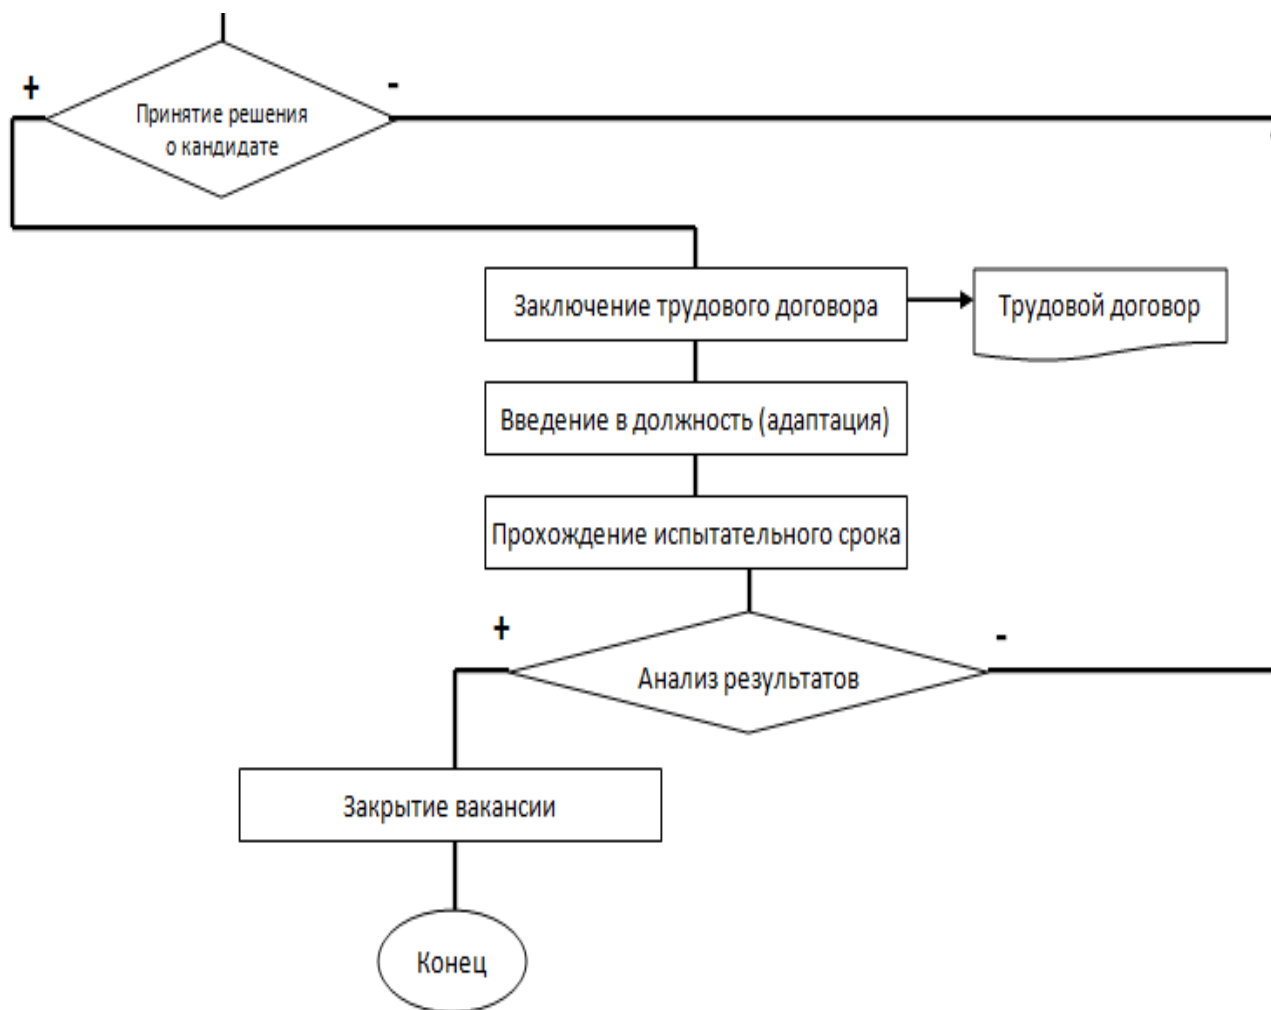 +
-
Принятие решения
о кандидате
Заключение трудового договора
Трудовой договор
Введение в должность (адаптация)
Прохождение испытательного срока
+
-
Анализ результатов
Закрытие вакансии
Конец